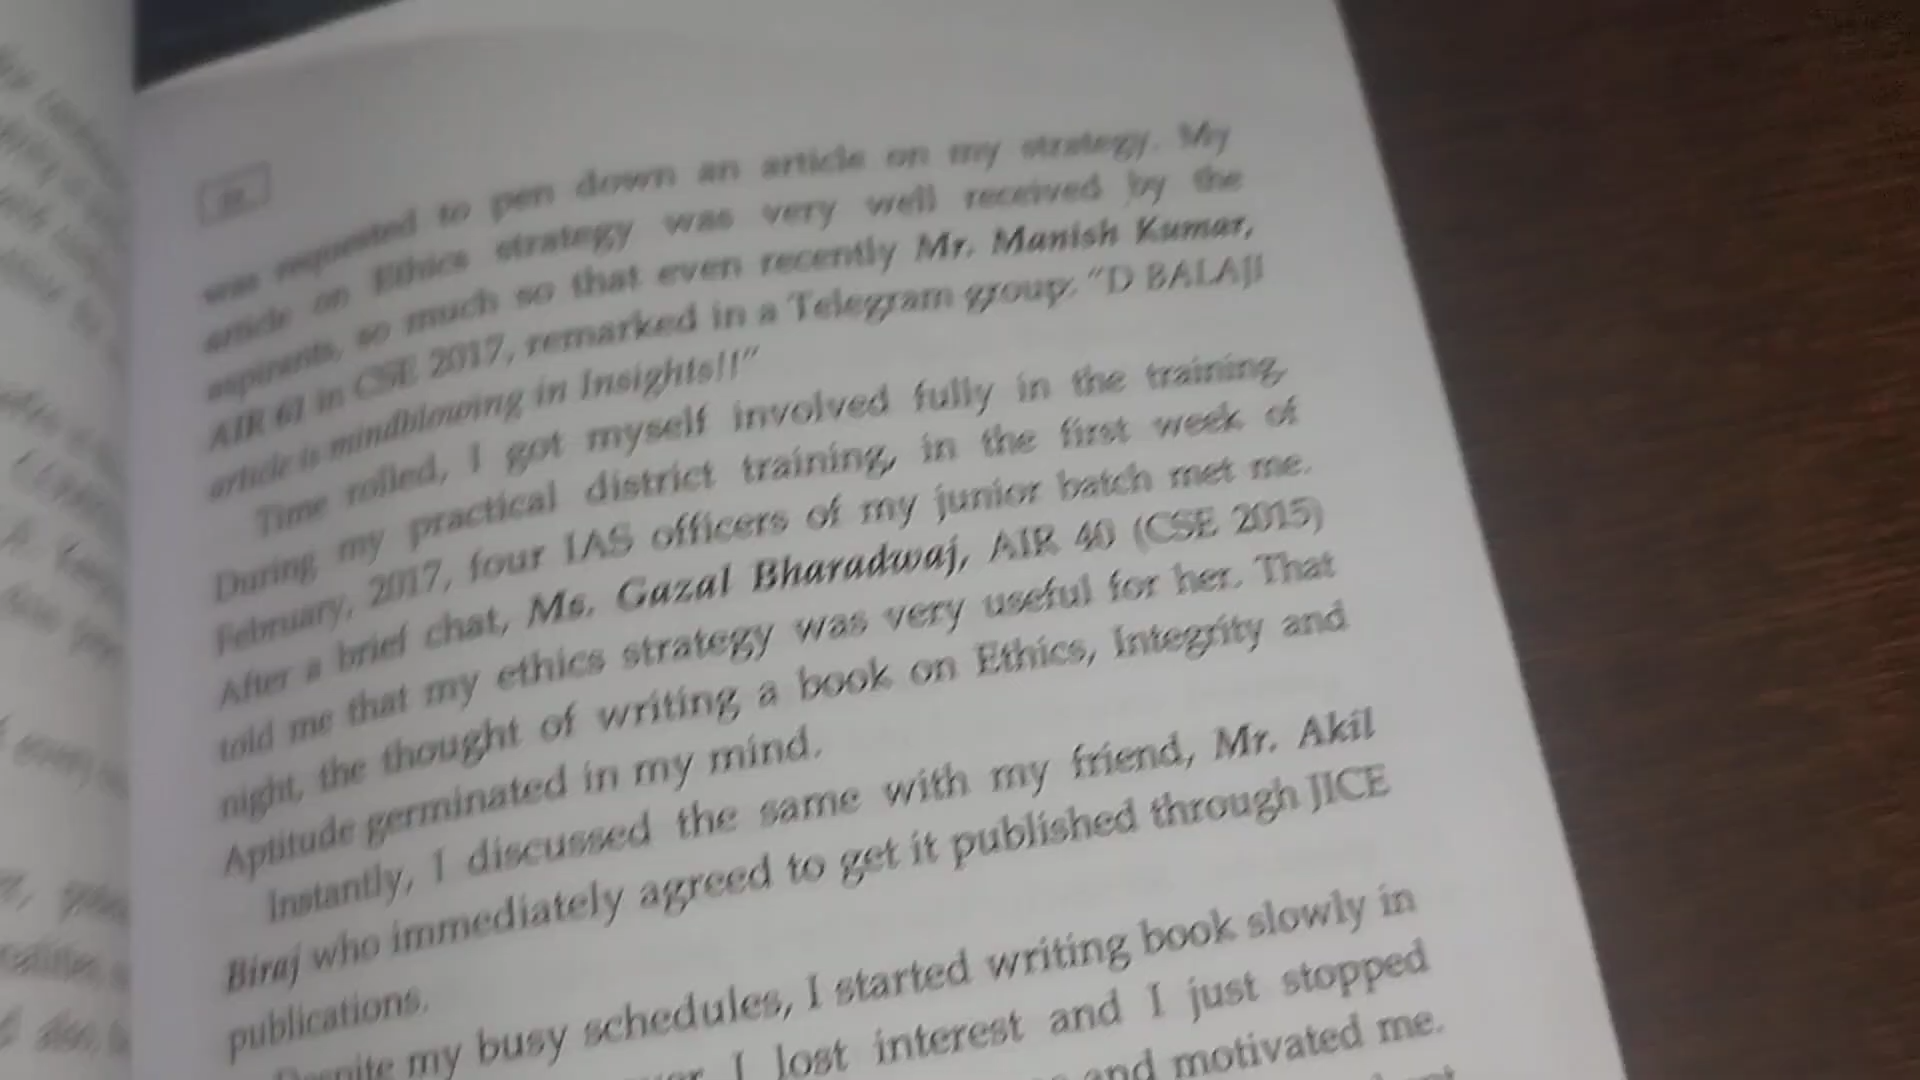 was requested to pen down an article on my strategy. My
article on Ethics strategy was very well received by the
aspirants, so much so that even recently Mr. Manish Kumar,
AIR 61 in CSE 2017, remarked in a Telegram group: "D BALAJI
article is mindblowing in Insights!!"
Time rolled, I got myself involved fully in the training.
During my practical district training, in the first week of
February, 2017, four IAS officers of my junior batch met me.
After a brief chat, Ms. Gazal Bharadwaj, AIR 40 (CSE 2015)
told me that my ethics strategy was very useful for her. That
night, the thought of writing a book on Ethics, Integrity and
Aptitude germinated in my mind.
Instantly, I discussed the same with my friend, Mr. Akil
Biraj who immediately agreed to get it published through JICE
publications.
Despite my busy schedules, I started writing book slowly in
I lost interest and I just stopped
and motivated me.